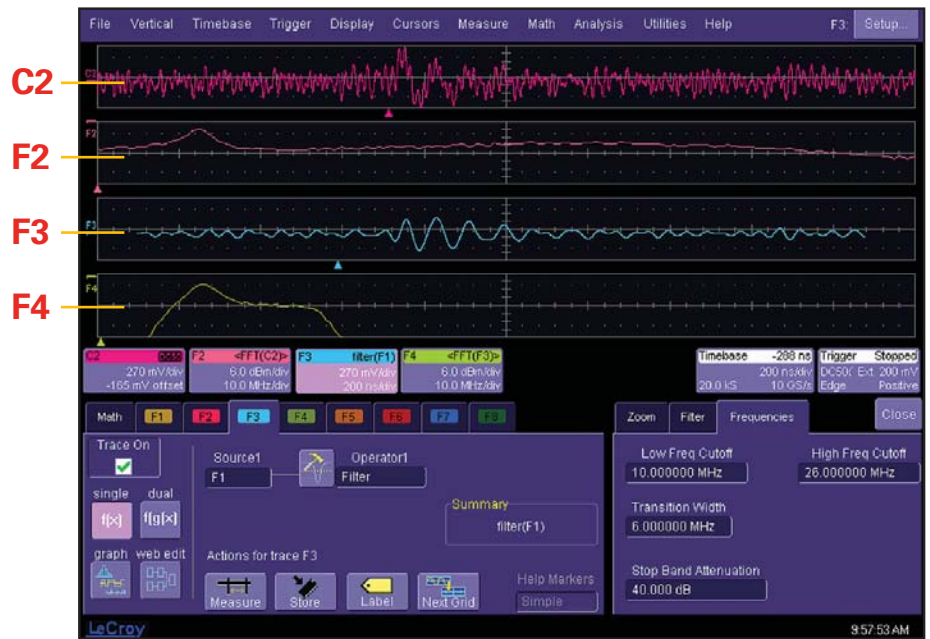 File Vertical Timebase Trigger Display Cursors Measure Math Analysis Utilities Help F3: Setup...
C2
C2
F2
F2
F3
F3
F4
F4
C2
270 mV/div
-165 mV offset
F2 <FFT(C2)>
6.0 dBm/div
10.0 MHz/div
F3 filter(F1)
270 mV/div
200 ns/div
F4 <FFT(F3)>
6.0 dBm/div
10.0 MHz/div
Timebase -288 ns
200 ns/div
20.0 kS 10 GS/s
Trigger Stopped
Ext 200 mV
Edge Positive
Math F1 F2 F3 F4 F5 F6 F7 F8
Zoom Filter Frequencies Close
Trace On
single dual
f(x) f(g(x)
graph web edit
Source1
F1
Operator1
Filter
Summary
filter(F1)
Actions for trace F3
Measure Store Label Next Grid
Help Markers
Simple
Low Freq Cutoff
10.000000 MHz
High Freq Cutoff
26.000000 MHz
Transition Width
6.000000 MHz
Stop Band Attenuation
40.000 dB
LeCroy
9:57:53 AM